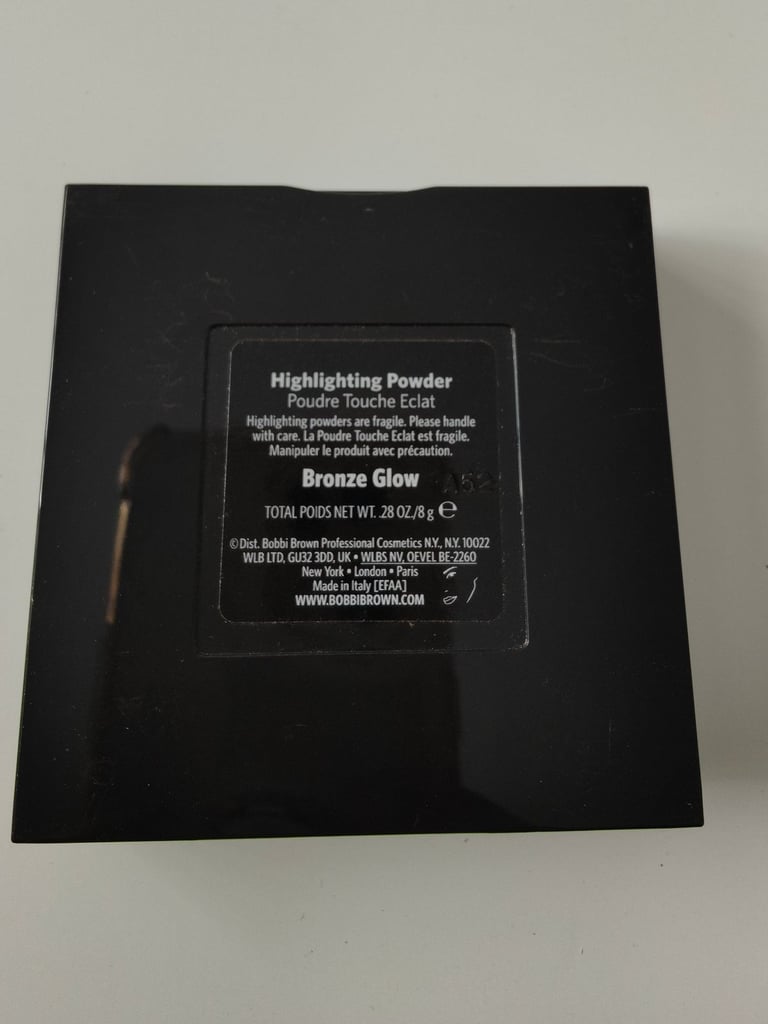 Highlighting Powder
Poudre Touche Eclat
Highlighting powders are fragile. Please handle
with care. La Poudre Touche Eclat est fragile.
Manipuler le produit avec précaution.
Bronze Glow A52
TOTAL POIDS NET WT. .28 OZ./8 g ℮
© Dist. Bobbi Brown Professional Cosmetics N.Y., N.Y. 10022
WLB LTD, GU32 3DD, UK • WLBS NV, OEVEL BE-2260
New York • London • Paris
Made in Italy [EFAA]
WWW.BOBBIBROWN.COM